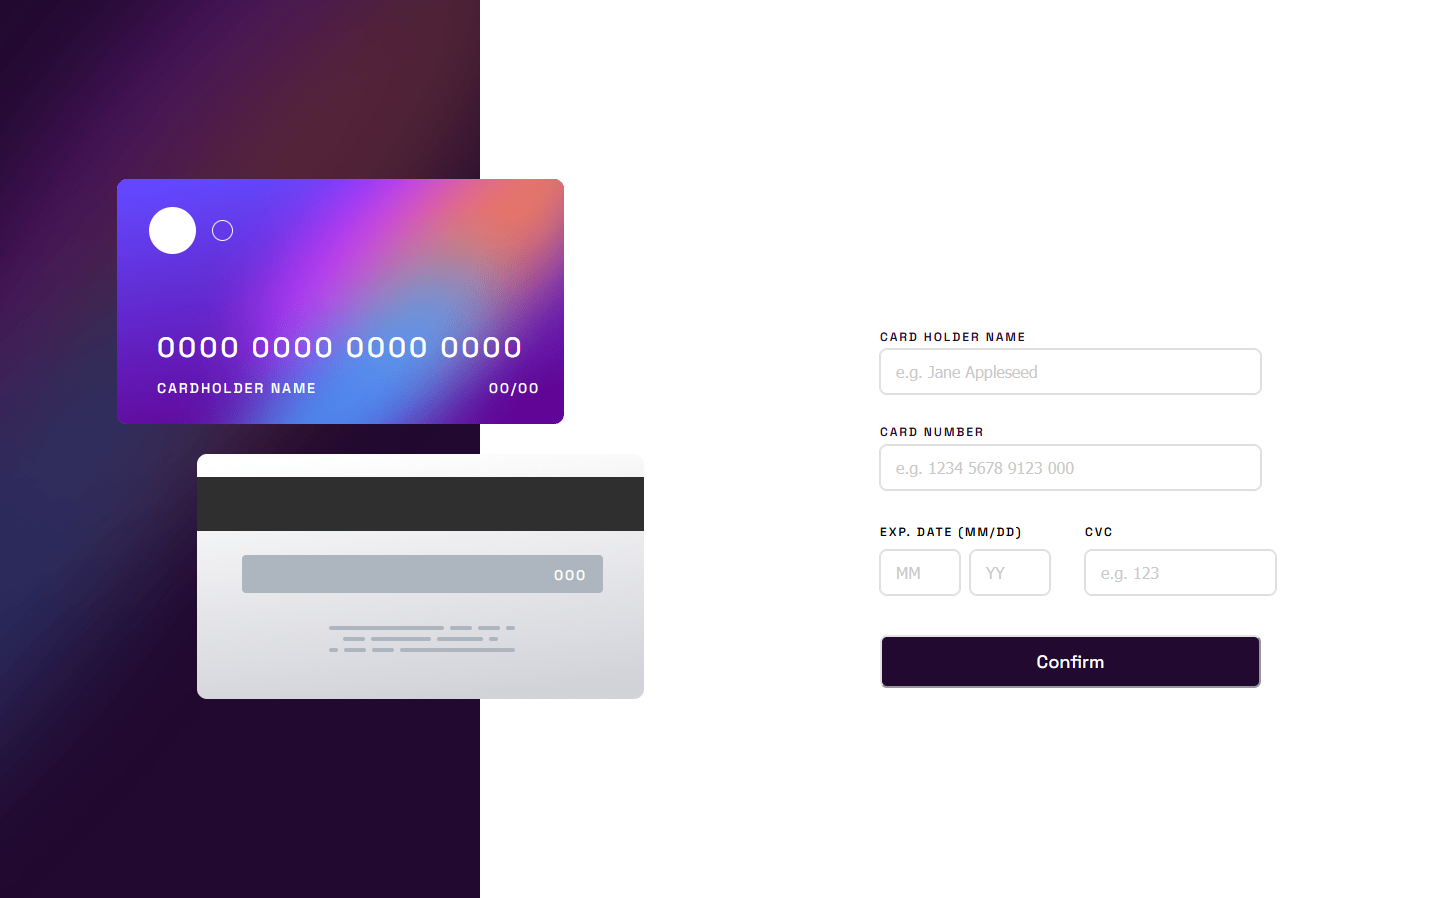 0000 0000 0000 0000
CARDHOLDER NAME 00/00
000
CARD HOLDER NAME
e.g. Jane Appleseed
CARD NUMBER
e.g. 1234 5678 9123 000
EXP. DATE (MM/DD) CVC
MM YY e.g. 123
Confirm